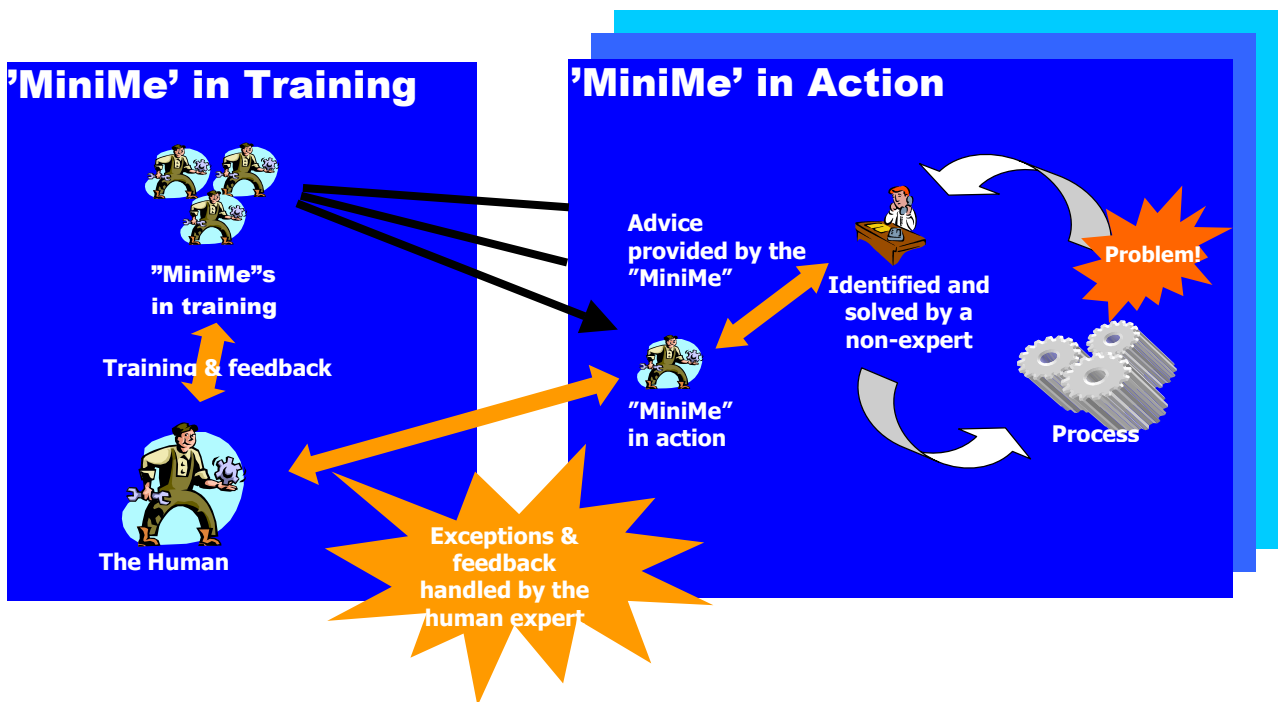 ’MiniMe’ in Training
”MiniMe”s
in training
Training & feedback
The Human
’MiniMe’ in Action
Advice
provided by the
”MiniMe”
”MiniMe”
in action
Identified and
solved by a
non-expert
Problem!
Process
Exceptions &
feedback
handled by the
human expert